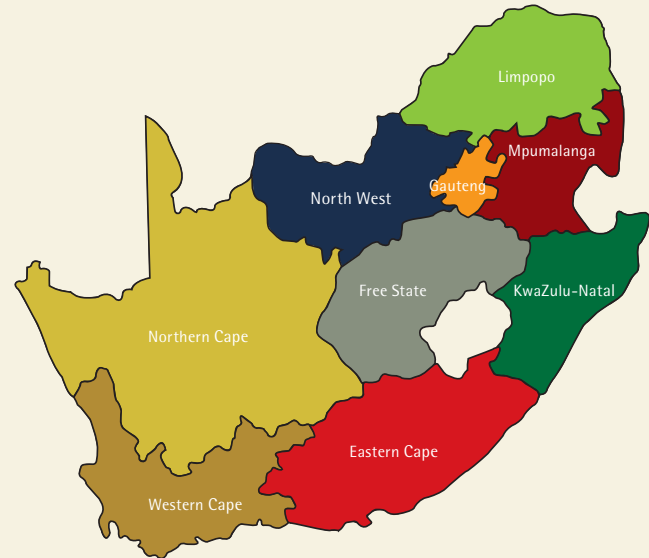 Limpopo
Mpumalanga
Gauteng
North West
Free State
KwaZulu-Natal
Northern Cape
Eastern Cape
Western Cape